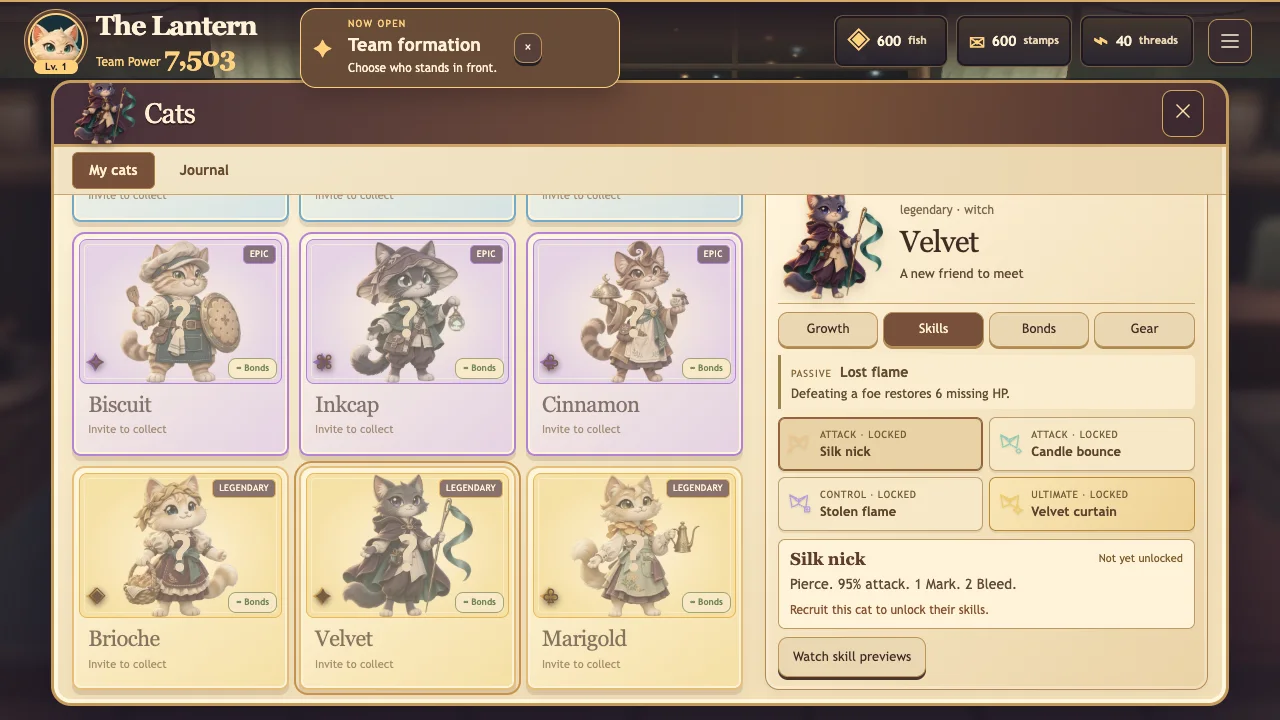 The Lantern
Lv. 1
Team Power 7,503
NOW OPEN
Team formation
Choose who stands in front.
×
600 fish
600 stamps
40 threads
Cats
My cats
Journal
Invite to collect
Invite to collect
Invite to collect
EPIC
?
= Bonds
Biscuit
Invite to collect
EPIC
?
= Bonds
Inkcap
Invite to collect
EPIC
?
= Bonds
Cinnamon
Invite to collect
LEGENDARY
?
= Bonds
Brioche
Invite to collect
LEGENDARY
?
= Bonds
Velvet
Invite to collect
LEGENDARY
?
= Bonds
Marigold
Invite to collect
legendary · witch
Velvet
A new friend to meet
Growth
Skills
Bonds
Gear
PASSIVE Lost flame
Defeating a foe restores 6 missing HP.
ATTACK · LOCKED
Silk nick
ATTACK · LOCKED
Candle bounce
CONTROL · LOCKED
Stolen flame
ULTIMATE · LOCKED
Velvet curtain
Silk nick
Not yet unlocked
Pierce. 95% attack. 1 Mark. 2 Bleed.
Recruit this cat to unlock their skills.
Watch skill previews